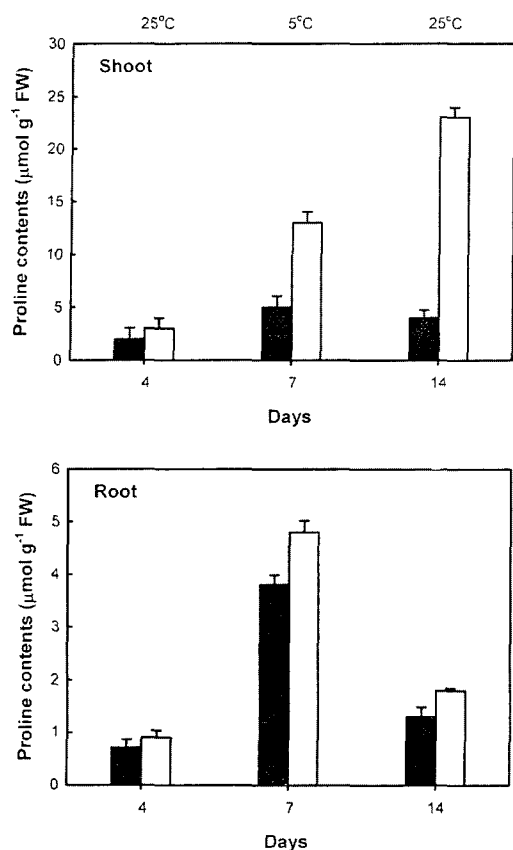 25°C 5°C 25°C
30
Shoot
25
20
15
10
5
0
Proline contents (μmol g⁻¹ FW)
4 7 14
Days
6
Root
5
4
3
2
1
0
Proline contents (μmol g⁻¹ FW)
4 7 14
Days